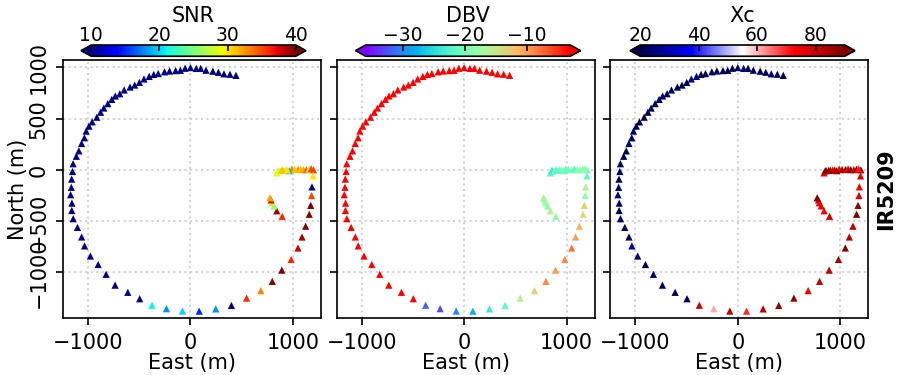 SNR DBV Xc
10 20 30 40 −30 −20 −10 20 40 60 80
1000
500
0
−500
−1000
North (m)
IR5209
−1000 0 1000 −1000 0 1000 −1000 0 1000
East (m) East (m) East (m)